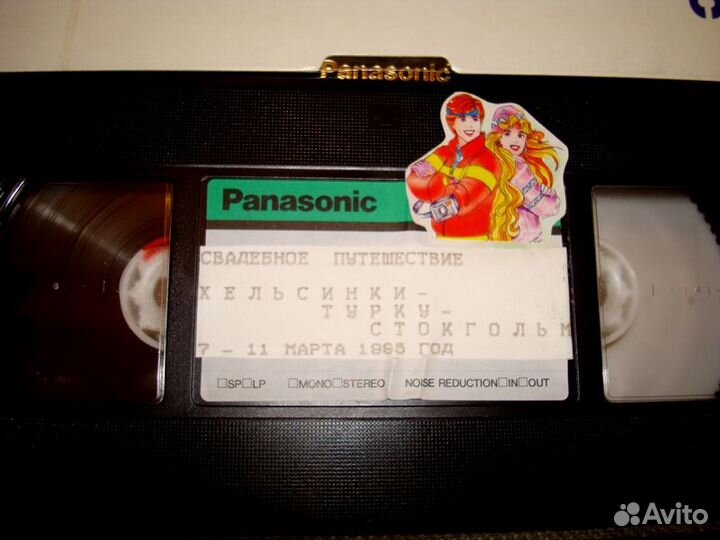 Panasonic
Panasonic
СВАДЕБНОЕ ПУТЕШЕСТВИЕ
ХЕЛЬСИНКИ-
ТУРКУ-
СТОКГОЛЬМ
7 - 11 МАРТА 1995 ГОД
□SP□LP □MONO□STEREO NOISE REDUCTION□IN□OUT
Avito